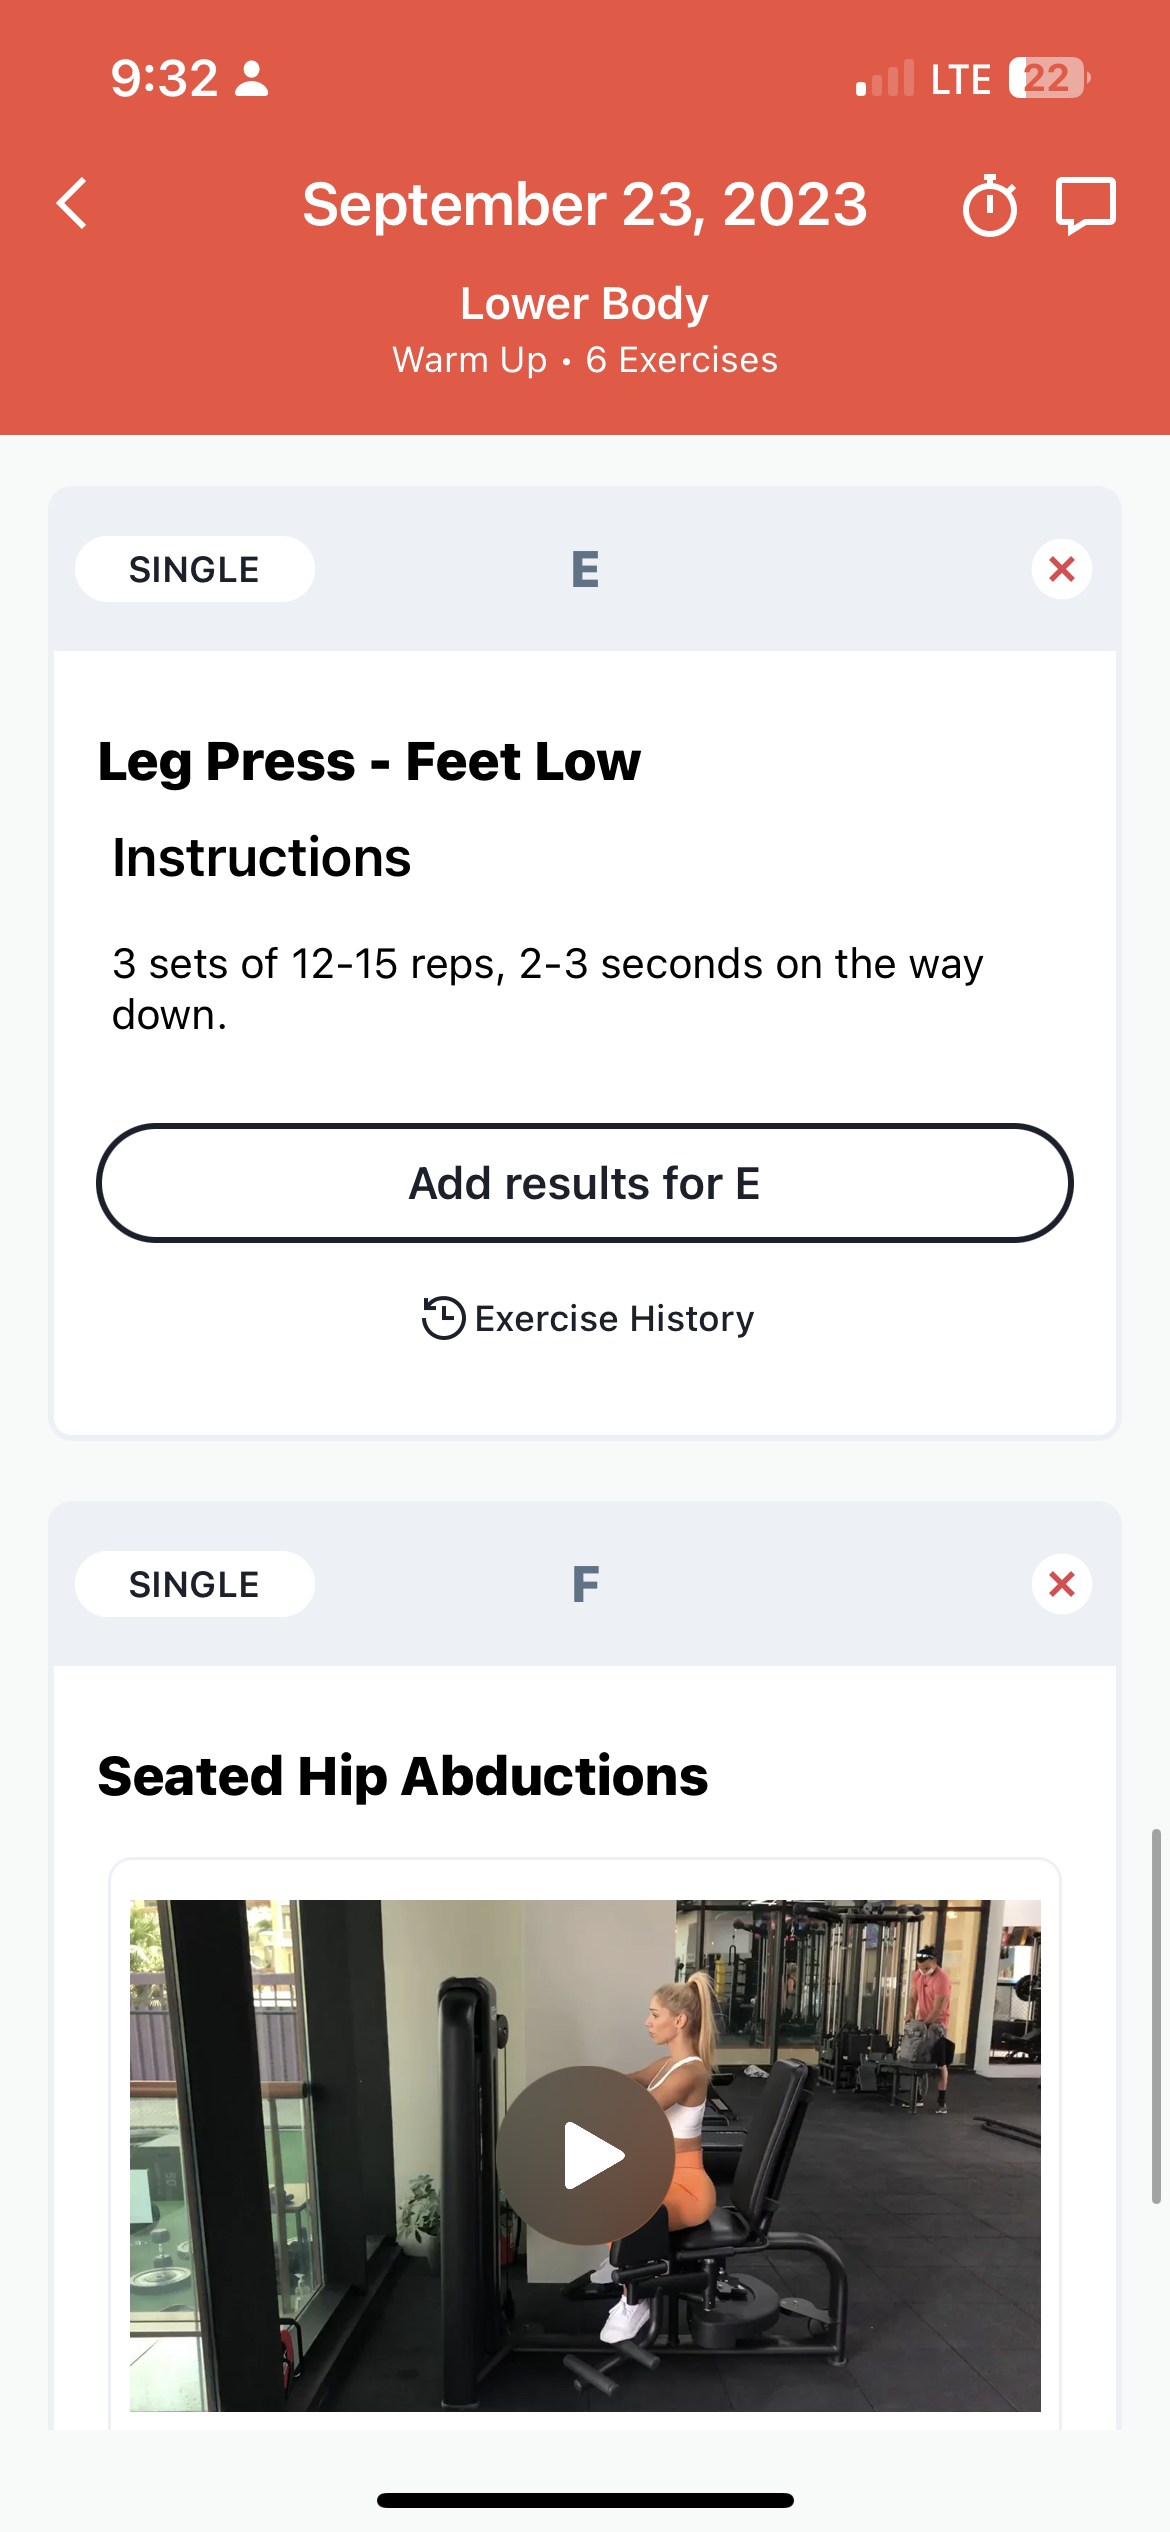 9:32
LTE 22
September 23, 2023
Lower Body
Warm Up • 6 Exercises
SINGLE
E
Leg Press - Feet Low
Instructions
3 sets of 12-15 reps, 2-3 seconds on the way
down.
Add results for E
Exercise History
SINGLE
F
Seated Hip Abductions